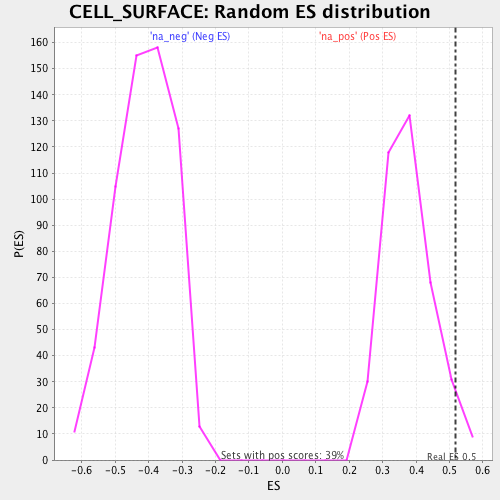 CELL_SURFACE: Random ES distribution
'na_neg' (Neg ES)
'na_pos' (Pos ES)
160
150
140
130
120
110
100
90
80
70
60
50
40
30
20
10
0
P(ES)
Sets with pos scores: 39%
Real ES 0.5
-0.6 -0.5 -0.4 -0.3 -0.2 -0.1 0.0 0.1 0.2 0.3 0.4 0.5 0.6
ES